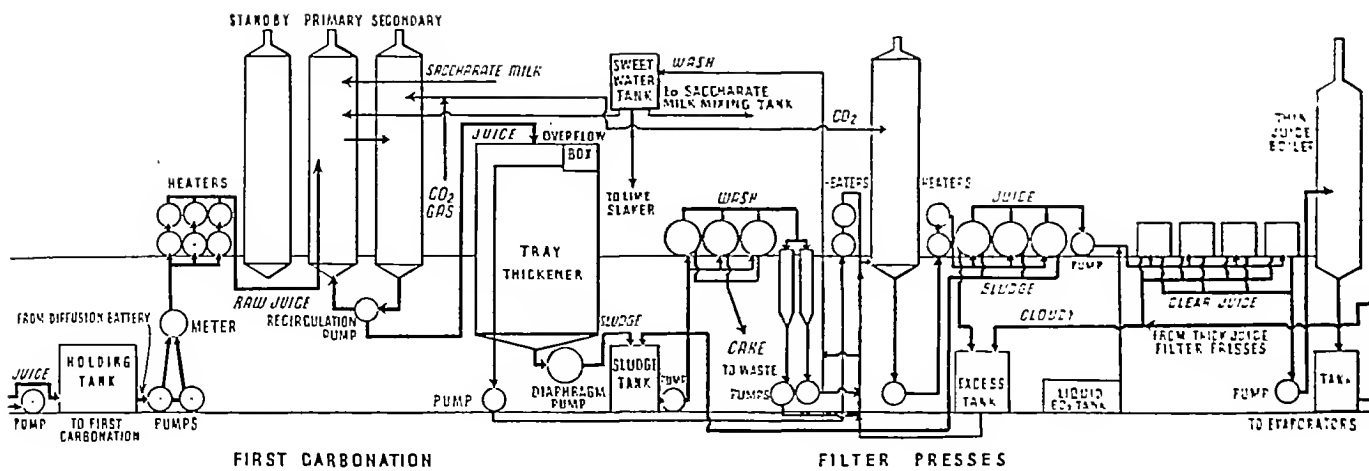 STANDBY PRIMARY SECONDARY
SACCHARATE MILK
SWEET
WATER
TANK
WASH
to SACCHARATE
MILK MIXING TANK
CO2
THIN
JUICE
BOILER
JUICE
OVERFLOW
BOX
HEATERS
CO2
GAS
TO LIME
SLAKER
HEATERS
HEATERS
WASH
JUICE
TRAY
THICKENER
PUMP
RAW JUICE
RECIRCULATION
PUMP
SLUDGE
CLEAR JUICE
FROM DIFFUSION BATTERY
METER
SLUDGE
CLOUDY
CAKE
TO WASTE
FROM THICK JUICE
FILTER PRESSES
JUICE
HOLDING
TANK
DIAPHRAGM
PUMP
SLUDGE
TANK
PUMP
PUMPS
EXCESS
TANK
LIQUID
TANK
PUMP
TANK
PUMP
TO FIRST
CARBONATION
PUMPS
PUMP
TO EVAPORATORS
FIRST CARBONATION
FILTER PRESSES